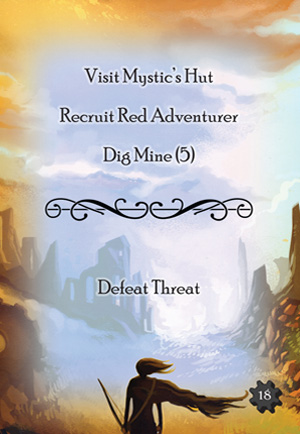 Visit Mystic's Hut
Recruit Red Adventurer
Dig Mine (5)
Defeat Threat
18